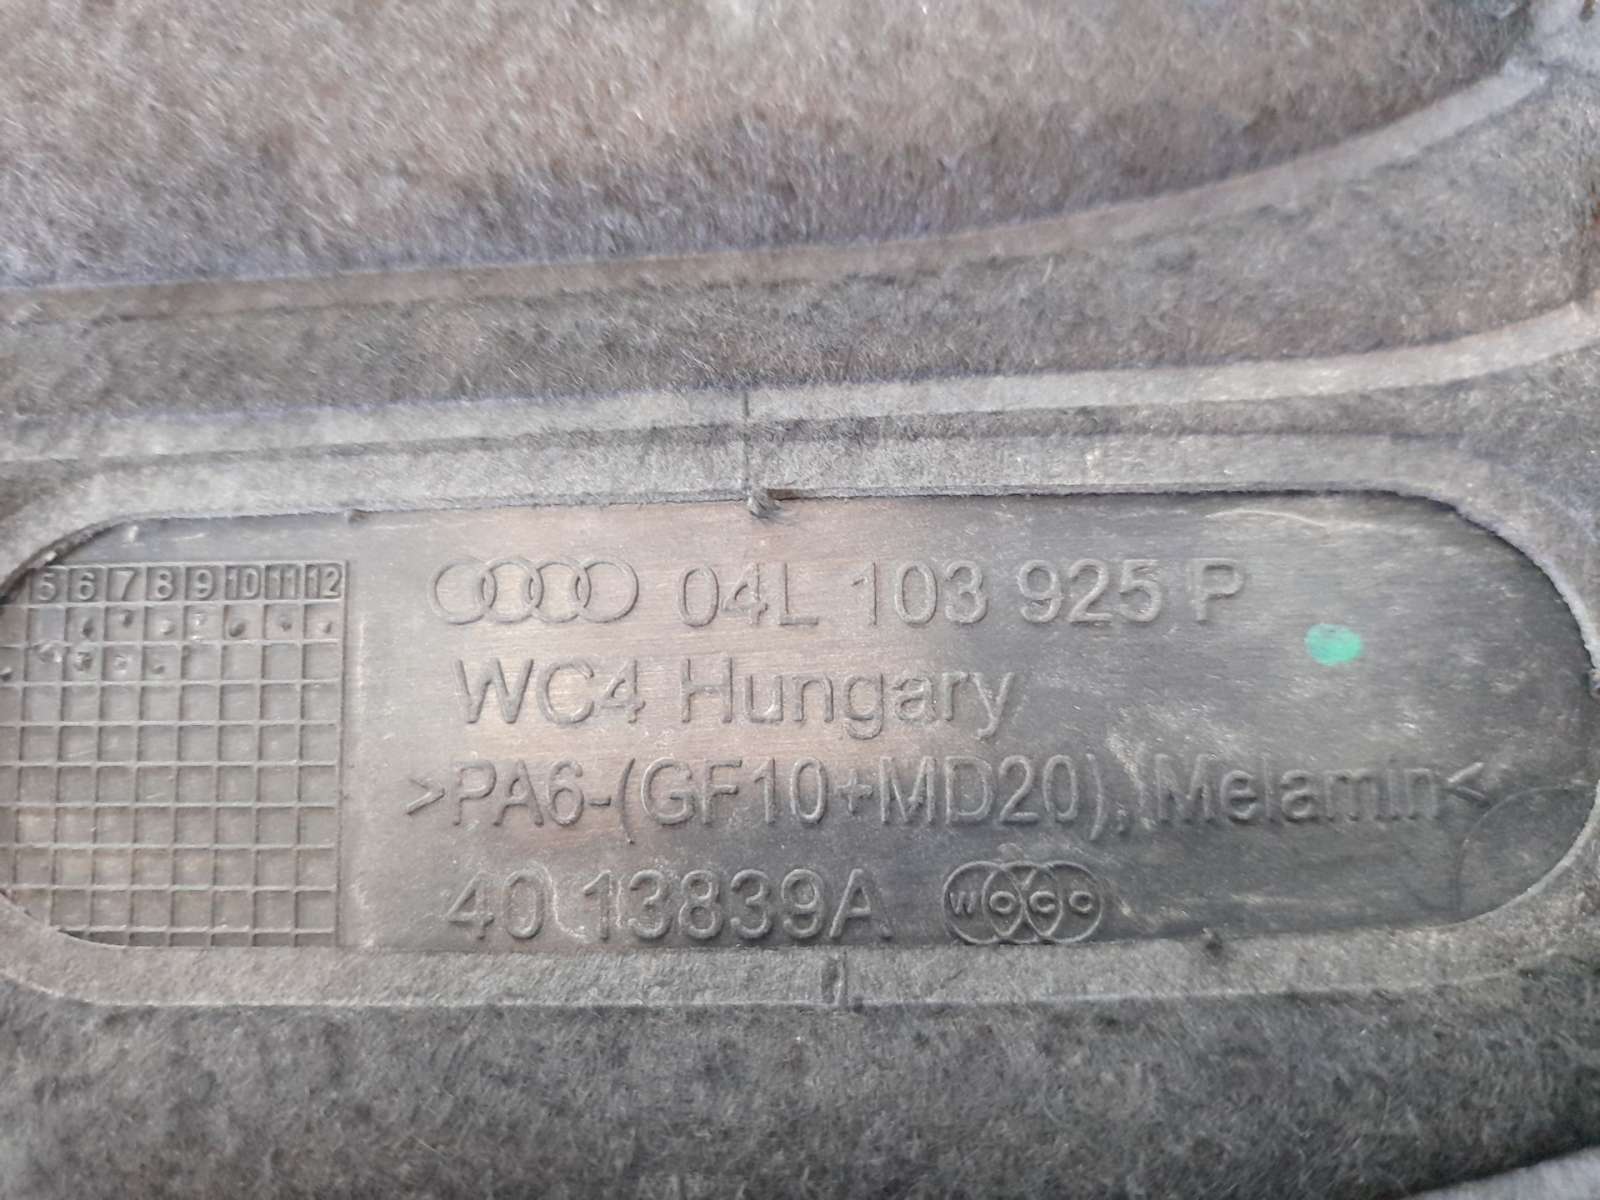 5 6 7 8 9 10 11 12
04L 103 925 P
WC4 Hungary
>PA6-(GF10+MD20), Melamin<
40 13839A WOCO